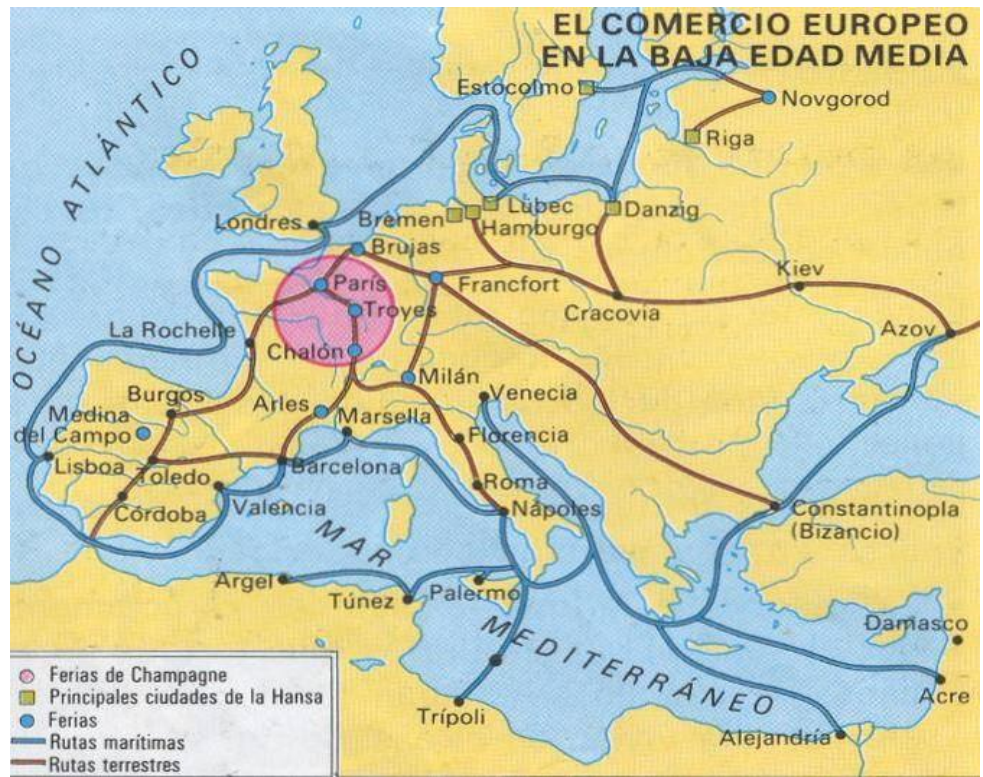 EL COMERCIO EUROPEO
EN LA BAJA EDAD MEDIA
OCÉANO ATLÁNTICO
Estocolmo
Novgorod
Riga
Londres
Bremen
Lübec
Hamburgo
Danzig
Brujas
París
Francfort
Kiev
Troyes
Cracovia
La Rochelle
Azov
Chalón
Milán
Burgos
Venecia
Medina
del Campo
Arles
Marsella
Florencia
Lisboa
Toledo
Barcelona
Roma
Córdoba
Valencia
Nápoles
Constantinopla
(Bizancio)
MAR MEDITERRÁNEO
Argel
Túnez
Palermo
Damasco
Trípoli
Acre
Alejandría
Ferias de Champagne
Principales ciudades de la Hansa
Ferias
Rutas marítimas
Rutas terrestres